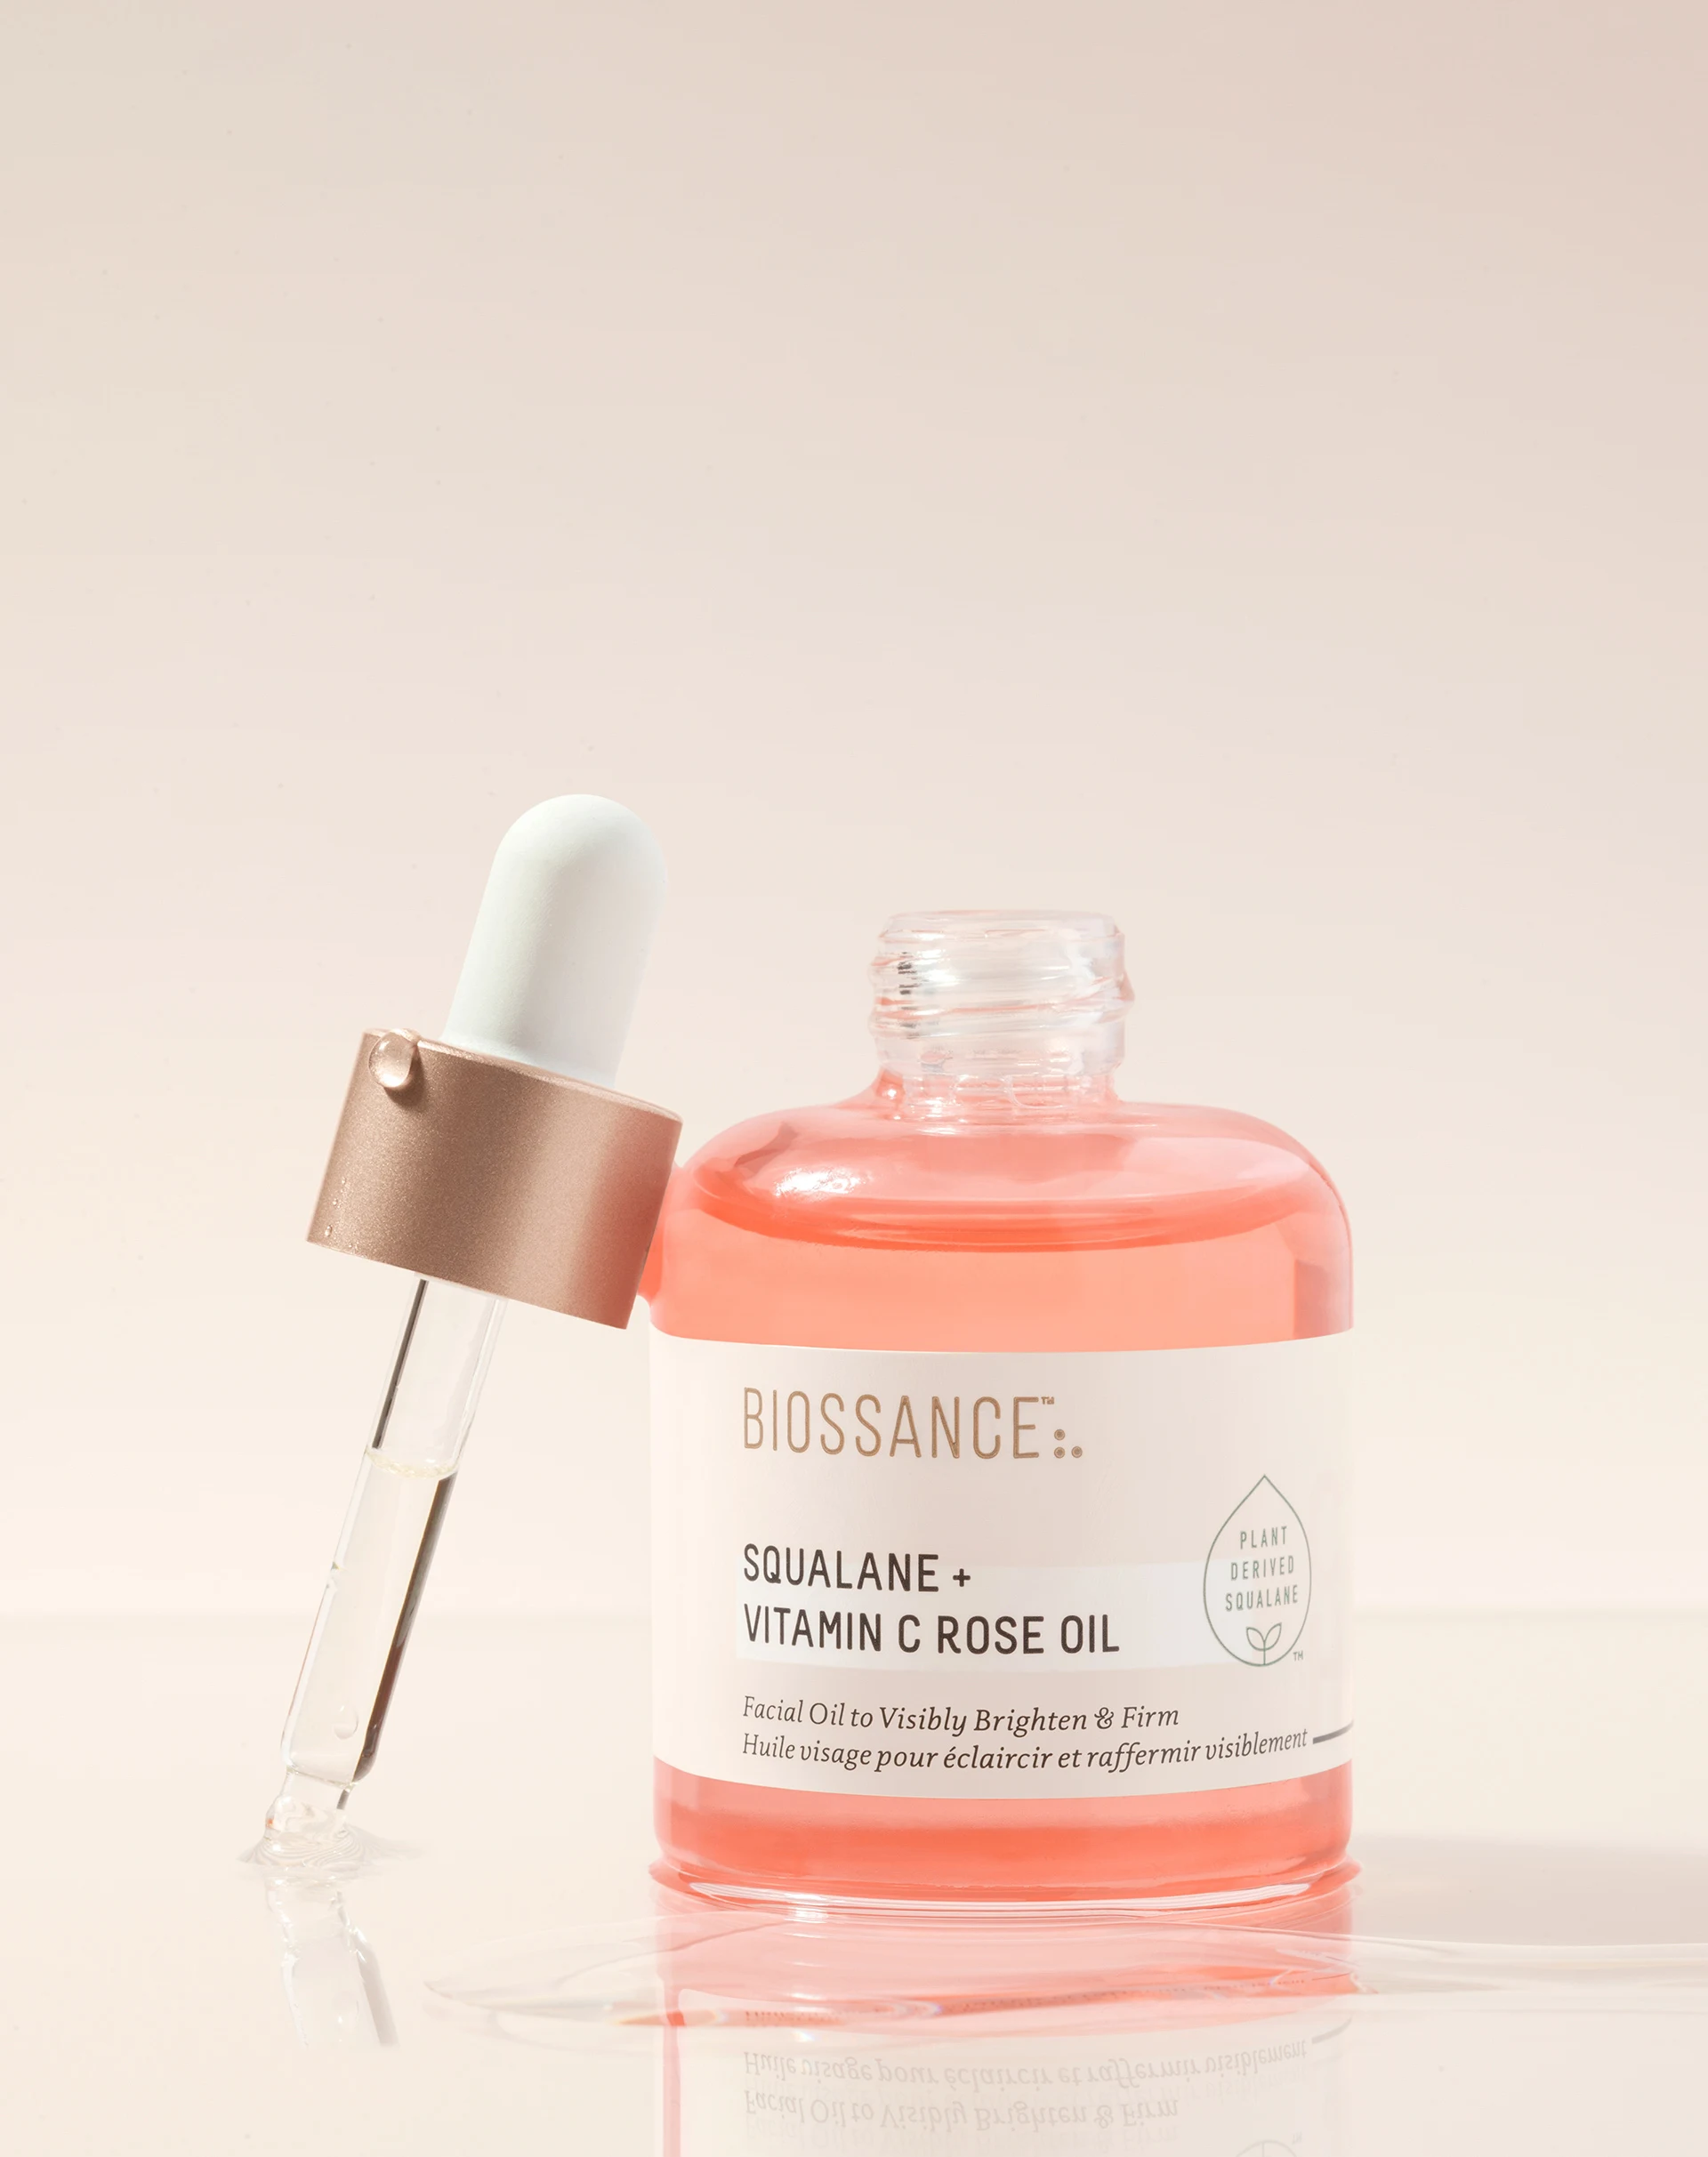 BIOSSANCE™
SQUALANE +
VITAMIN C ROSE OIL
PLANT
DERIVED
SQUALANE
TM
Facial Oil to Visibly Brighten & Firm
Huile visage pour éclaircir et raffermir visiblement